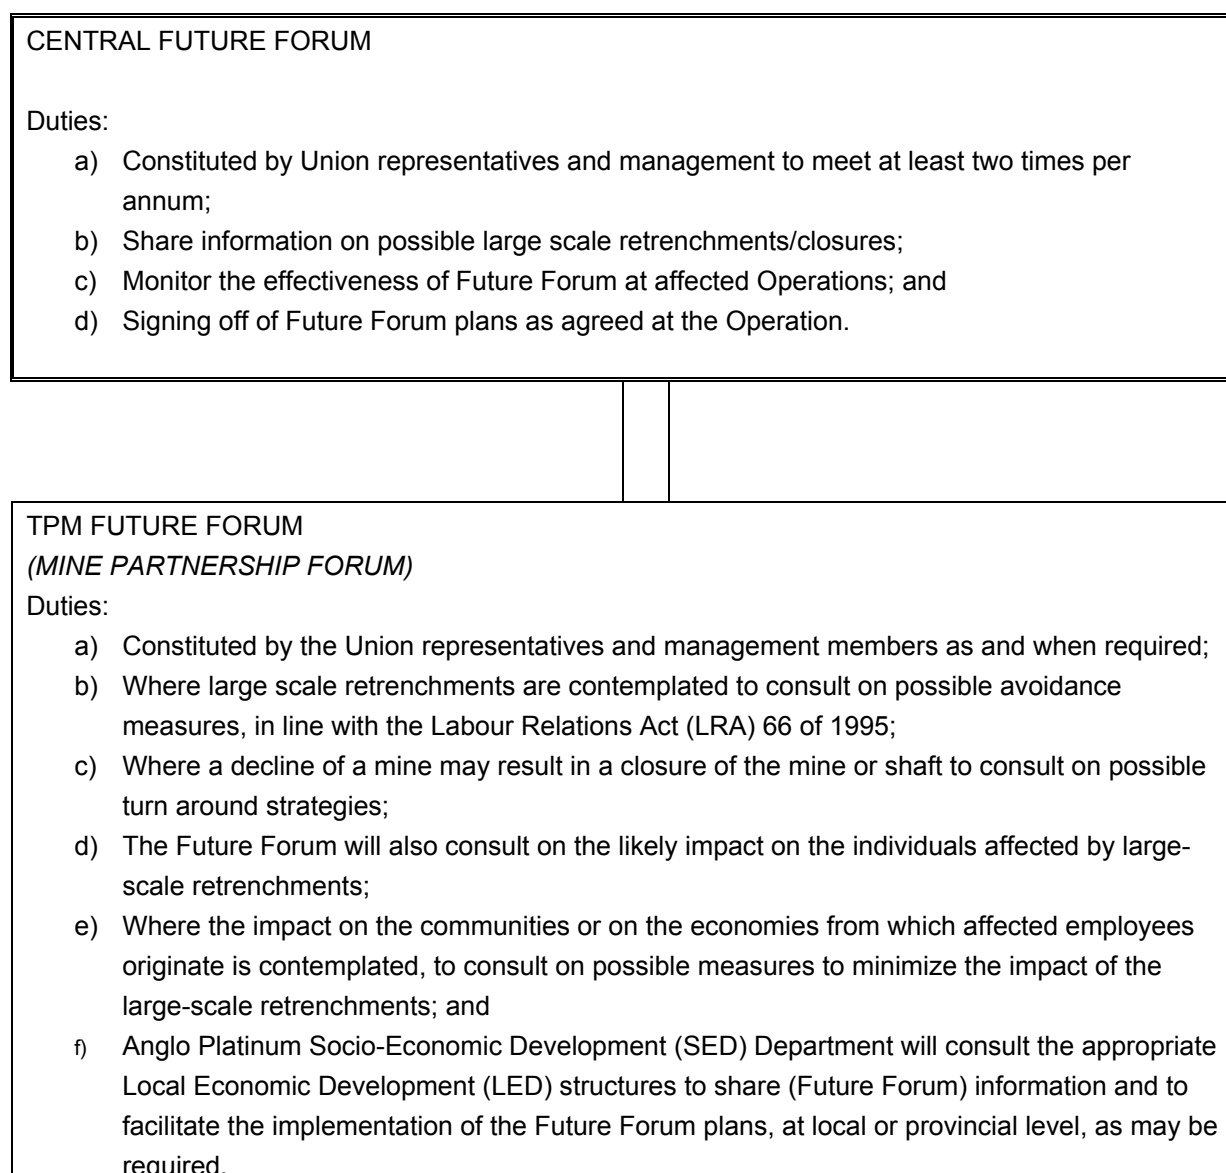 CENTRAL FUTURE FORUM
Duties:
a) Constituted by Union representatives and management to meet at least two times per
annum;
b) Share information on possible large scale retrenchments/closures;
c) Monitor the effectiveness of Future Forum at affected Operations; and
d) Signing off of Future Forum plans as agreed at the Operation.
TPM FUTURE FORUM
(MINE PARTNERSHIP FORUM)
Duties:
a) Constituted by the Union representatives and management members as and when required;
b) Where large scale retrenchments are contemplated to consult on possible avoidance
measures, in line with the Labour Relations Act (LRA) 66 of 1995;
c) Where a decline of a mine may result in a closure of the mine or shaft to consult on possible
turn around strategies;
d) The Future Forum will also consult on the likely impact on the individuals affected by large-
scale retrenchments;
e) Where the impact on the communities or on the economies from which affected employees
originate is contemplated, to consult on possible measures to minimize the impact of the
large-scale retrenchments; and
f) Anglo Platinum Socio-Economic Development (SED) Department will consult the appropriate
Local Economic Development (LED) structures to share (Future Forum) information and to
facilitate the implementation of the Future Forum plans, at local or provincial level, as may be
required.